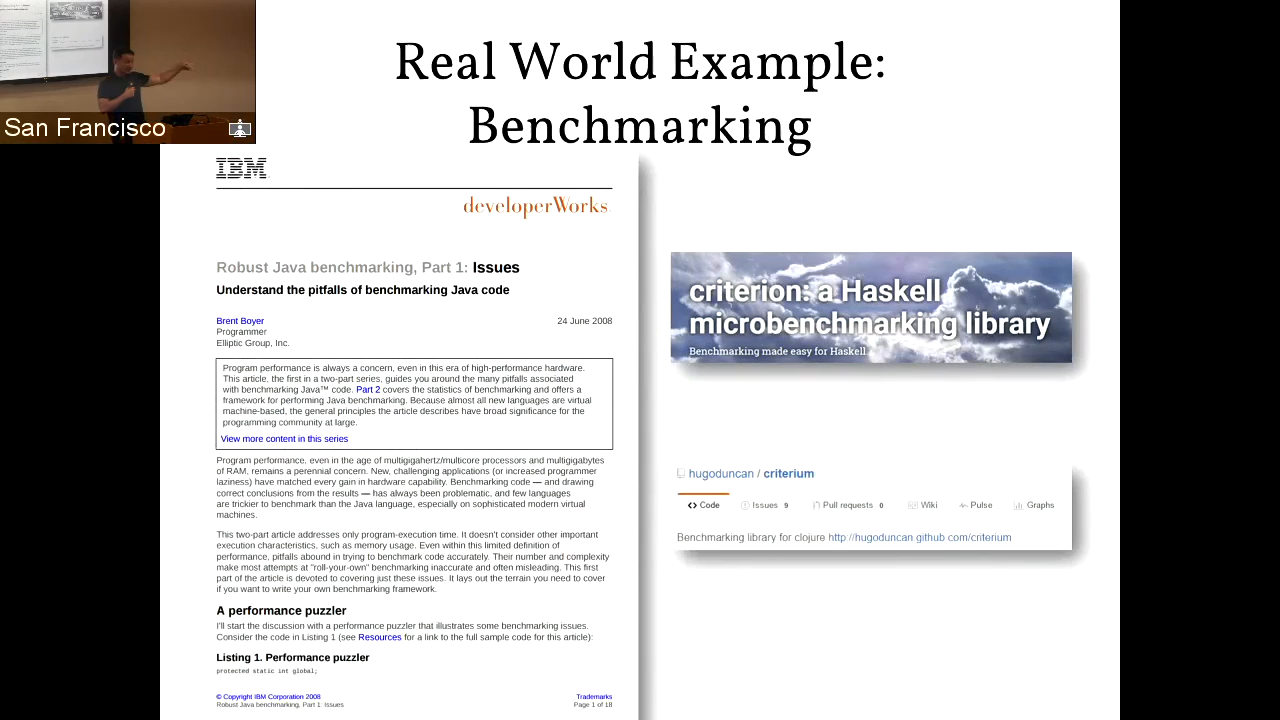 Real World Example:
Benchmarking
San Francisco
IBM
developerWorks
Robust Java benchmarking, Part 1: Issues
Understand the pitfalls of benchmarking Java code
Brent Boyer 24 June 2008
Programmer
Elliptic Group, Inc.
Program performance is always a concern, even in this era of high-performance hardware.
This article, the first in a two-part series, guides you around the many pitfalls associated
with benchmarking Java™ code. Part 2 covers the statistics of benchmarking and offers a
framework for performing Java benchmarking. Because almost all new languages are virtual
machine-based, the general principles the article describes have broad significance for the
programming community at large.
View more content in this series
Program performance, even in the age of multigigahertz/multicore processors and multigigabytes
of RAM, remains a perennial concern. New, challenging applications (or increased programmer
laziness) have matched every gain in hardware capability. Benchmarking code — and drawing
correct conclusions from the results — has always been problematic, and few languages
are trickier to benchmark than the Java language, especially on sophisticated modern virtual
machines.
This two-part article addresses only program-execution time. It doesn't consider other important
execution characteristics, such as memory usage. Even within this limited definition of
performance, pitfalls abound in trying to benchmark code accurately. Their number and complexity
make most attempts at "roll-your-own" benchmarking inaccurate and often misleading. This first
part of the article is devoted to covering just these issues. It lays out the terrain you need to cover
if you want to write your own benchmarking framework.
A performance puzzler
I'll start the discussion with a performance puzzler that illustrates some benchmarking issues.
Consider the code in Listing 1 (see Resources for a link to the full sample code for this article):
Listing 1. Performance puzzler
protected static int global;
© Copyright IBM Corporation 2008 Trademarks
Robust Java benchmarking, Part 1: Issues Page 1 of 18
criterion: a Haskell
microbenchmarking library
Benchmarking made easy for Haskell.
hugoduncan / criterium
Code Issues 9 Pull requests 0 Wiki Pulse Graphs
Benchmarking library for clojure http://hugoduncan.github.com/criterium